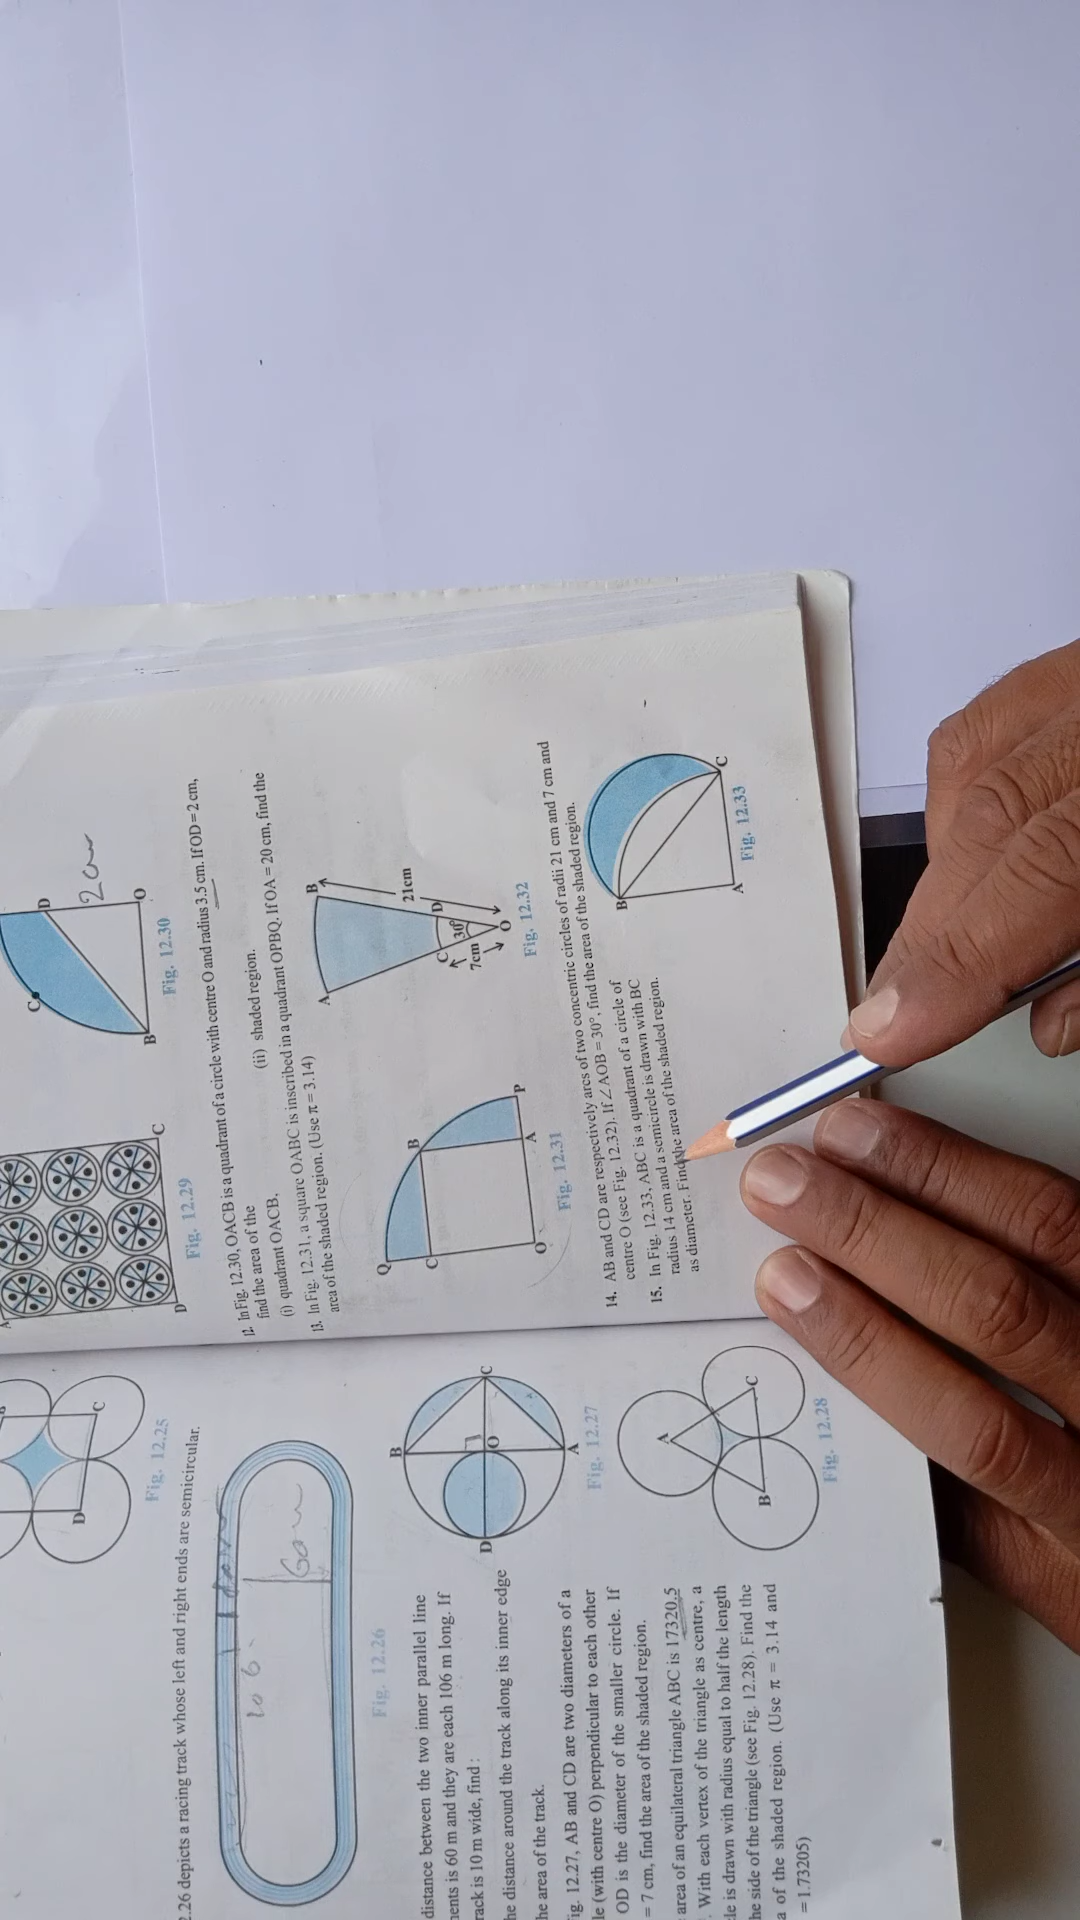 D
C
Fig. 12.25
2.26 depicts a racing track whose left and right ends are semicircular.
106
60m
Fig. 12.26
distance between the two inner parallel line
nents is 60 m and they are each 106 m long. If
rack is 10 m wide, find :
he distance around the track along its inner edge
he area of the track.
ig. 12.27, AB and CD are two diameters of a
le (with centre O) perpendicular to each other
OD is the diameter of the smaller circle. If
= 7 cm, find the area of the shaded region.
B
D
O
C
A
Fig. 12.27
area of an equilateral triangle ABC is 17320.5
. With each vertex of the triangle as centre, a
le is drawn with radius equal to half the length
he side of the triangle (see Fig. 12.28). Find the
a of the shaded region. (Use π = 3.14 and
= 1.73205)
A
B
C
Fig. 12.28
A
D
C
Fig. 12.29
C
D
2cm
B
O
Fig. 12.30
12. In Fig. 12.30, OACB is a quadrant of a circle with centre O and radius 3.5 cm. If OD = 2 cm,
find the area of the
(i) quadrant OACB, (ii) shaded region.
13. In Fig. 12.31, a square OABC is inscribed in a quadrant OPBQ. If OA = 20 cm, find the
area of the shaded region. (Use π = 3.14)
Q
B
C
O
A
P
Fig. 12.31
A
B
21cm
C
D
7cm
30°
O
Fig. 12.32
14. AB and CD are respectively arcs of two concentric circles of radii 21 cm and 7 cm and
centre O (see Fig. 12.32). If ∠AOB = 30°, find the area of the shaded region.
15. In Fig. 12.33, ABC is a quadrant of a circle of
radius 14 cm and a semicircle is drawn with BC
as diameter. Find the area of the shaded region.
B
A
C
Fig. 12.33